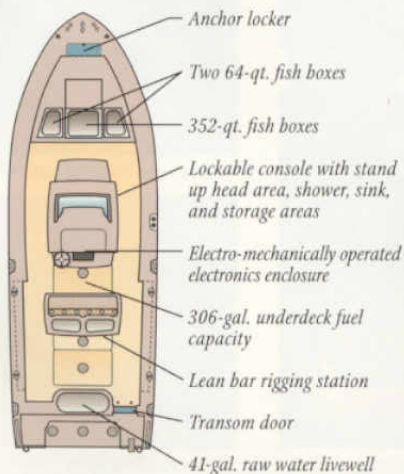 Anchor locker
Two 64-qt. fish boxes
352-qt. fish boxes
Lockable console with stand
up head area, shower, sink,
and storage areas
Electro-mechanically operated
electronics enclosure
306-gal. underdeck fuel
capacity
Lean bar rigging station
Transom door
41-gal. raw water livewell